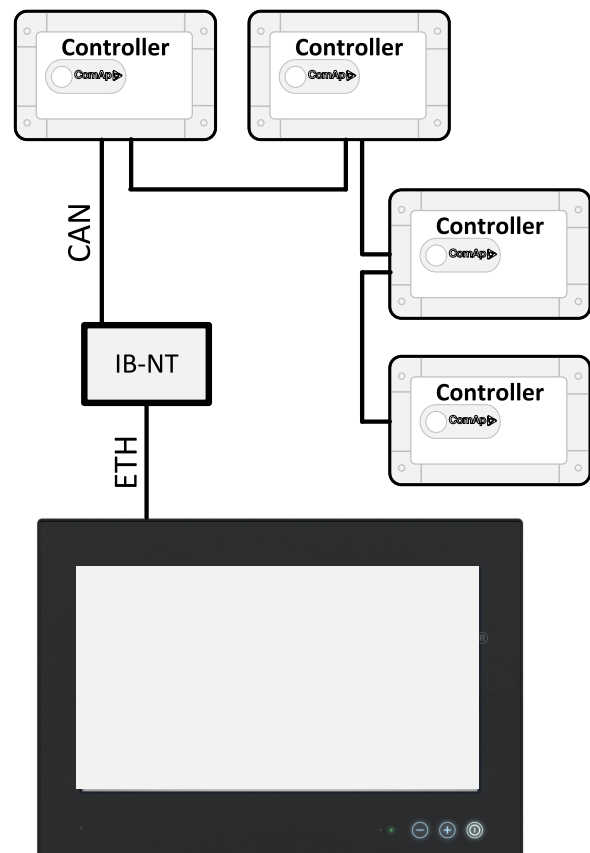 Controller
ComAp
Controller
ComAp
CAN
Controller
ComAp
IB-NT
Controller
ComAp
ETH
®